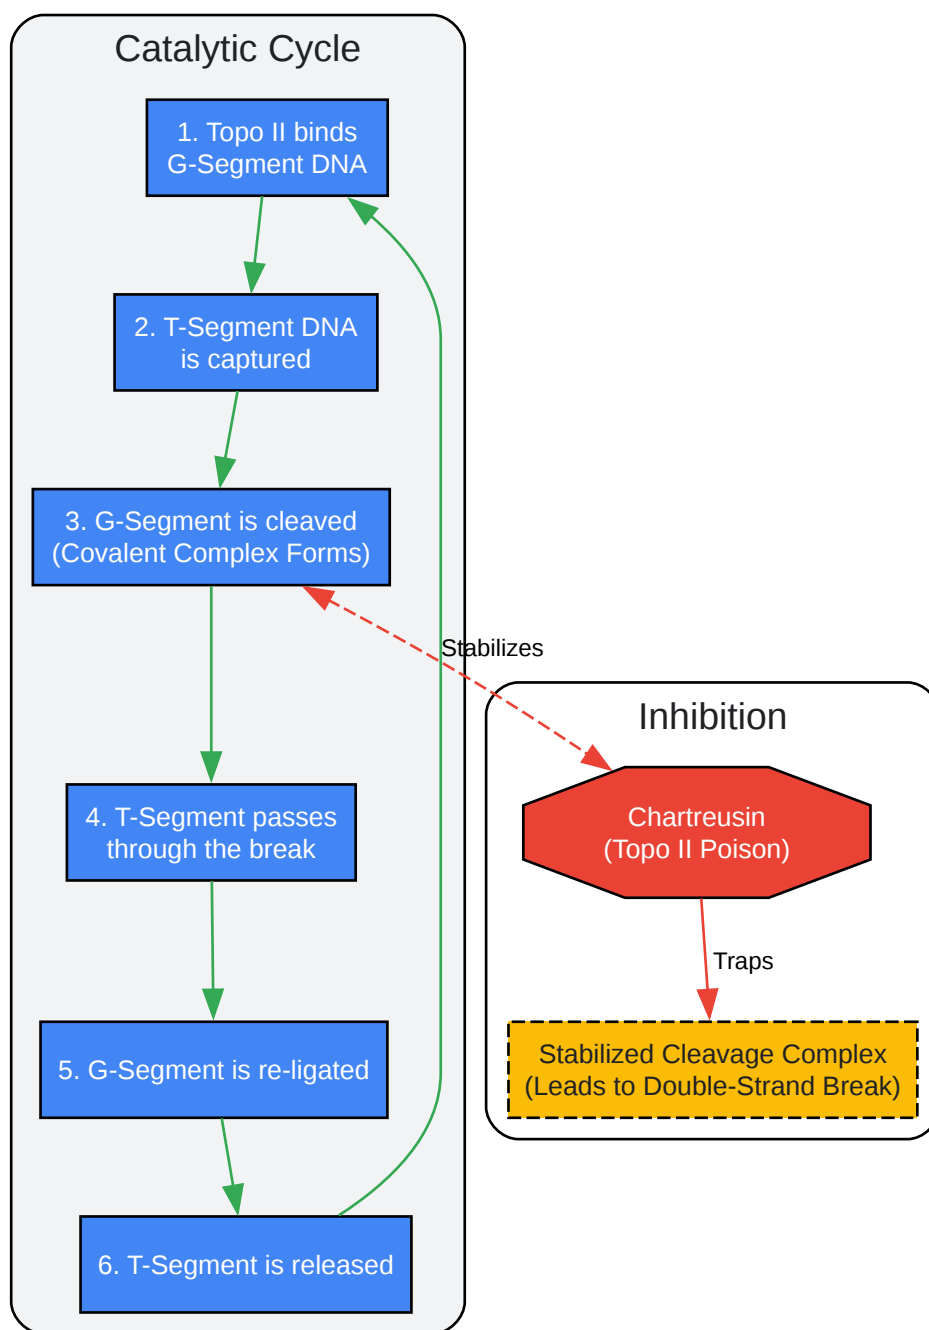 Catalytic Cycle
1. Topo II binds
G-Segment DNA
2. T-Segment DNA
is captured
3. G-Segment is cleaved
(Covalent Complex Forms)
Stabilizes
4. T-Segment passes
through the break
5. G-Segment is re-ligated
6. T-Segment is released
Inhibition
Chartreusin
(Topo II Poison)
Traps
Stabilized Cleavage Complex
(Leads to Double-Strand Break)